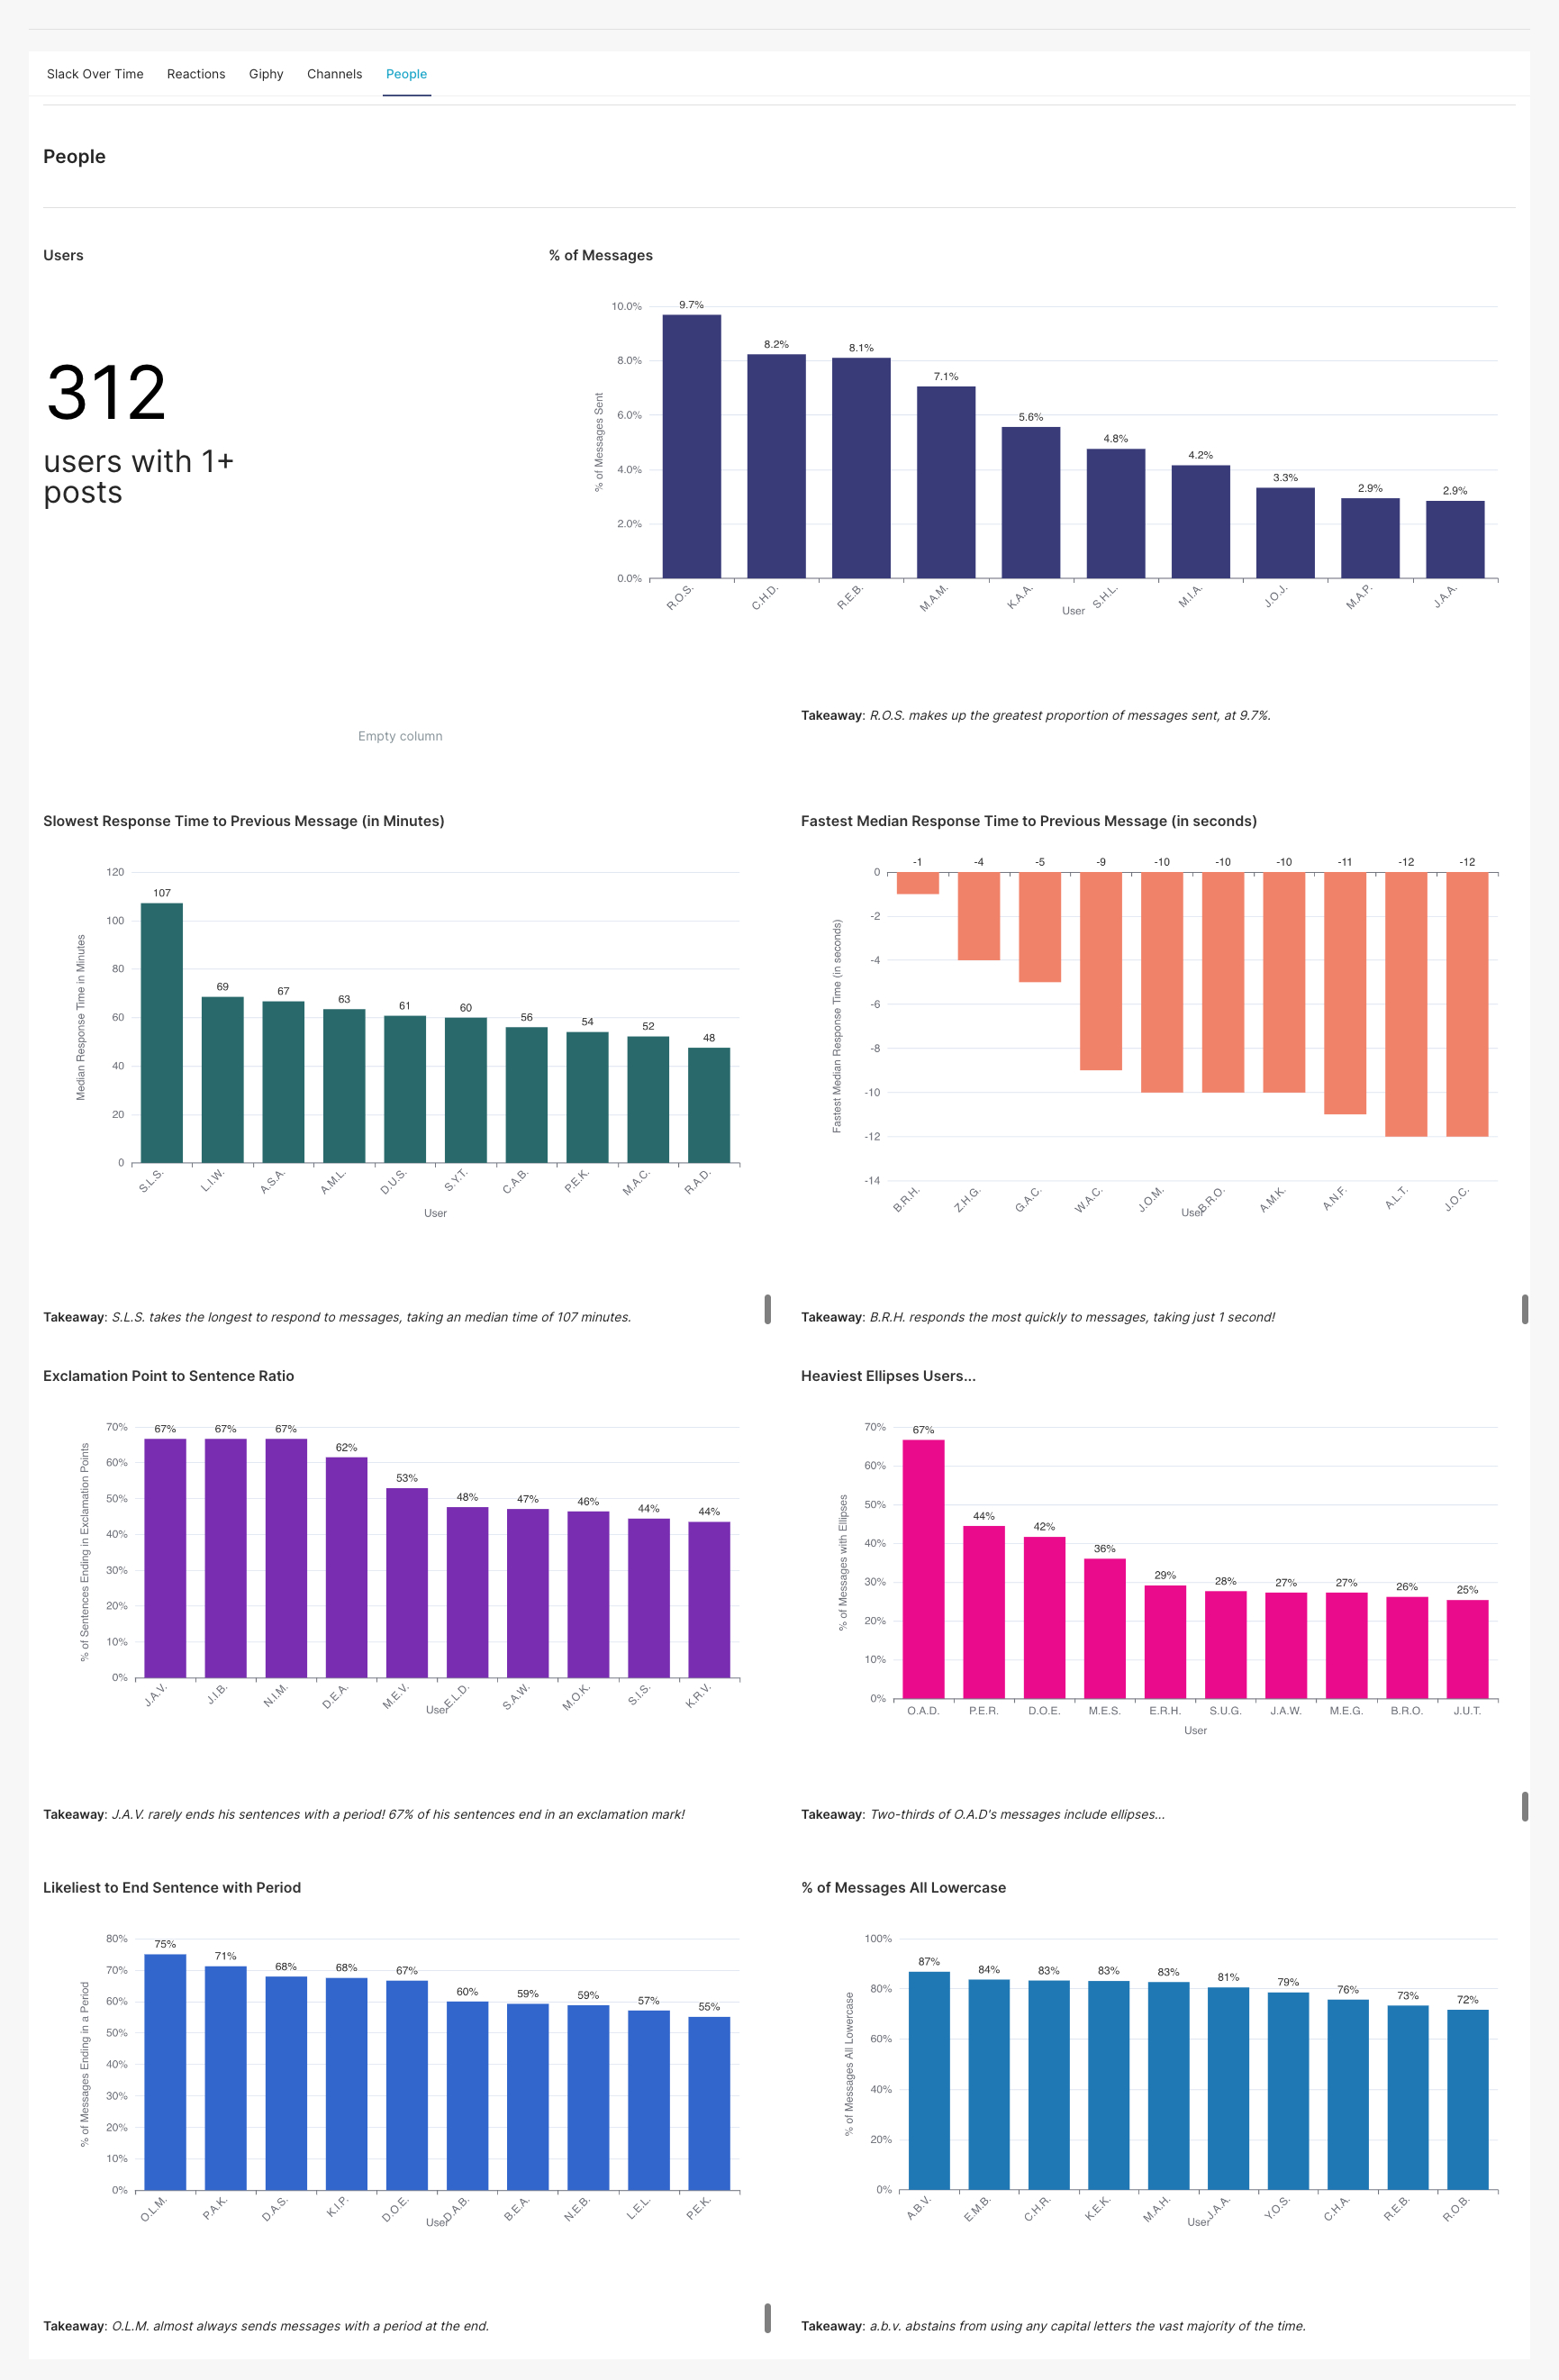 Slack Over Time Reactions Giphy Channels People
People
Users
312
users with 1+
posts
Empty column
% of Messages
% of Messages Sent
10.0%
8.0%
6.0%
4.0%
2.0%
0.0%
9.7% 8.2% 8.1% 7.1% 5.6% 4.8% 4.2% 3.3% 2.9% 2.9%
R.O.S. C.H.D. R.E.B. M.A.M. K.A.A. S.H.L. M.I.A. J.O.J. M.A.P. J.A.A.
User
Takeaway: R.O.S. makes up the greatest proportion of messages sent, at 9.7%.
Slowest Response Time to Previous Message (in Minutes)
Median Response Time in Minutes
120
100
80
60
40
20
0
107 69 67 63 61 60 56 54 52 48
S.L.S. L.I.W. A.S.A. A.M.L. D.U.S. S.Y.T. C.A.B. P.E.K. M.A.C. R.A.D.
User
Takeaway: S.L.S. takes the longest to respond to messages, taking an median time of 107 minutes.
Fastest Median Response Time to Previous Message (in seconds)
Fastest Median Response Time (in seconds)
-1 -4 -5 -9 -10 -10 -10 -11 -12 -12
0
-2
-4
-6
-8
-10
-12
-14
B.R.H. Z.H.G. G.A.C. W.A.C. J.O.M. B.R.O. A.M.K. A.N.F. A.L.T. J.O.C.
User
Takeaway: B.R.H. responds the most quickly to messages, taking just 1 second!
Exclamation Point to Sentence Ratio
% of Sentences Ending in Exclamation Points
70%
60%
50%
40%
30%
20%
10%
0%
67% 67% 67% 62% 53% 48% 47% 46% 44% 44%
J.A.V. J.I.B. N.I.M. D.E.A. M.E.V. E.L.D. S.A.W. M.O.K. S.I.S. K.R.V.
User
Takeaway: J.A.V. rarely ends his sentences with a period! 67% of his sentences end in an exclamation mark!
Heaviest Ellipses Users...
% of Messages with Ellipses
70%
60%
50%
40%
30%
20%
10%
0%
67% 44% 42% 36% 29% 28% 27% 27% 26% 25%
O.A.D. P.E.R. D.O.E. M.E.S. E.R.H. S.U.G. J.A.W. M.E.G. B.R.O. J.U.T.
User
Takeaway: Two-thirds of O.A.D's messages include ellipses...
Likeliest to End Sentence with Period
% of Messages Ending in a Period
80%
70%
60%
50%
40%
30%
20%
10%
0%
75% 71% 68% 68% 67% 60% 59% 59% 57% 55%
O.L.M. P.A.K. D.A.S. K.I.P. D.O.E. D.A.B. B.E.A. N.E.B. L.E.L. P.E.K.
User
Takeaway: O.L.M. almost always sends messages with a period at the end.
% of Messages All Lowercase
% of Messages All Lowercase
100%
80%
60%
40%
20%
0%
87% 84% 83% 83% 83% 81% 79% 76% 73% 72%
A.B.V. E.M.B. C.H.R. K.E.K. M.A.H. J.A.A. Y.O.S. C.H.A. R.E.B. R.O.B.
User
Takeaway: a.b.v. abstains from using any capital letters the vast majority of the time.